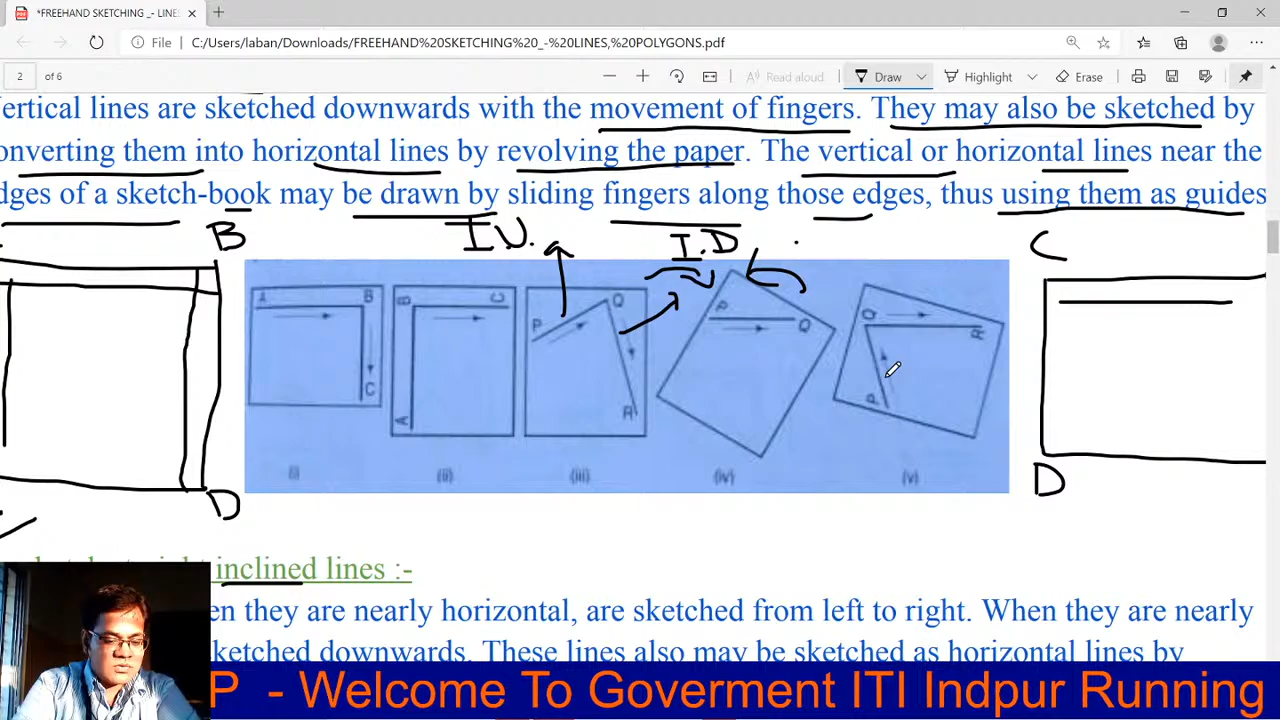 *FREEHAND SKETCHING _- LINES
File C:/Users/laban/Downloads/FREEHAND%20SKETCHING%20_-%20LINES,%20POLYGONS.pdf
2 of 6 Read aloud Draw Highlight Erase
ertical lines are sketched downwards with the movement of fingers. They may also be sketched by
onverting them into horizontal lines by revolving the paper. The vertical or horizontal lines near the
dges of a sketch-book may be drawn by sliding fingers along those edges, thus using them as guides
B I.V. I.D C
A B B C P Q P Q Q R
C A R P
D (i) (ii) (iii) (iv) (v) D
inclined lines :-
en they are nearly horizontal, are sketched from left to right. When they are nearly
ketched downwards. These lines also may be sketched as horizontal lines by
P - Welcome To Goverment ITI Indpur Running